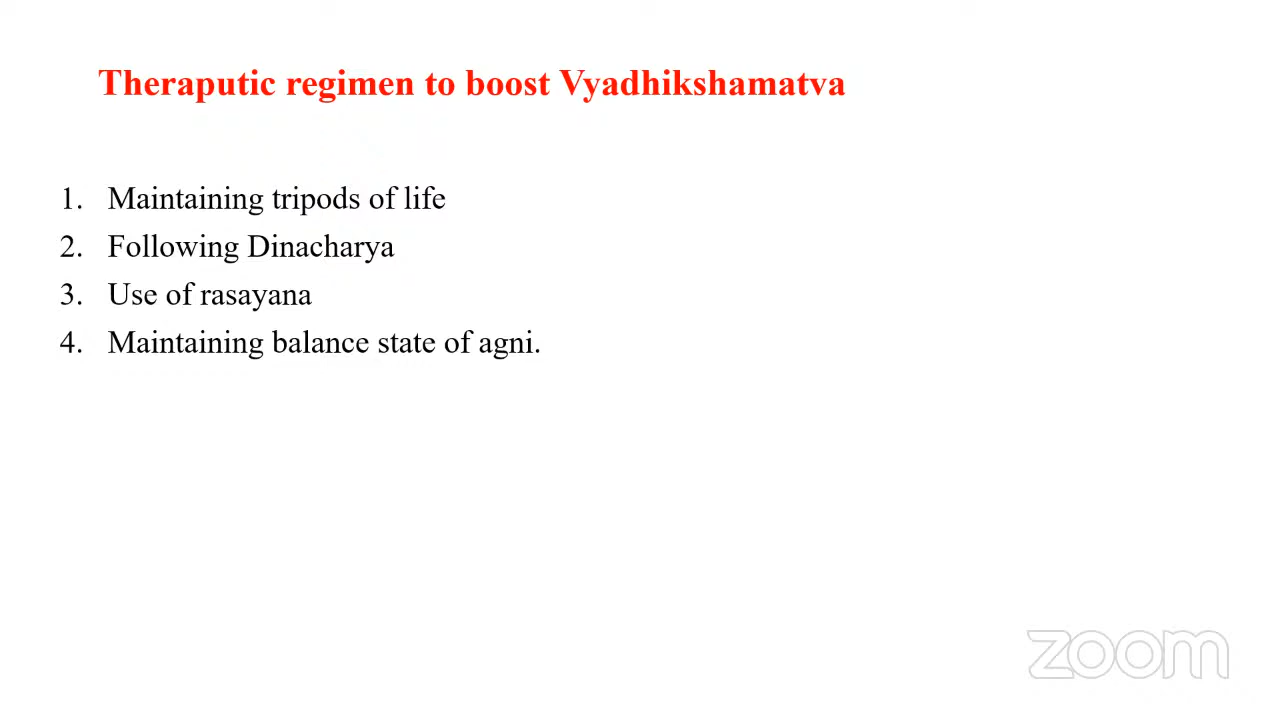 Theraputic regimen to boost Vyadhikshamatva
1. Maintaining tripods of life
2. Following Dinacharya
3. Use of rasayana
4. Maintaining balance state of agni.
zoom